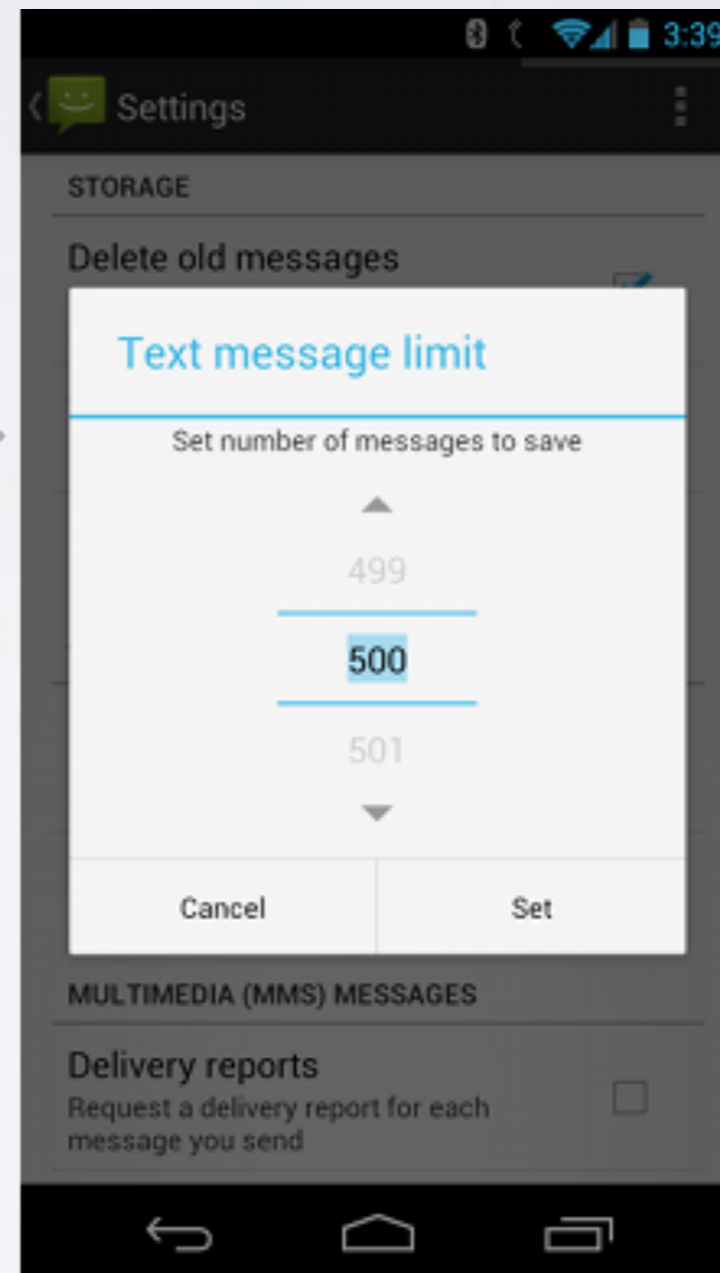 3:39
Settings
STORAGE
Delete old messages
Text message limit
Set number of messages to save
499
500
501
Cancel
Set
MULTIMEDIA (MMS) MESSAGES
Delivery reports
Request a delivery report for each
message you send